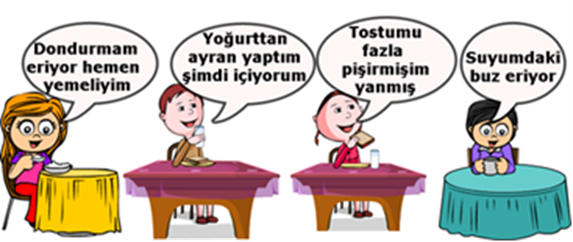 Dondurmam
eriyor hemen
yemeliyim
Yoğurttan
ayran yaptım
şimdi içiyorum
Tostumu
fazla
pişirmişim
yanmış
Suyumdaki
buz eriyor